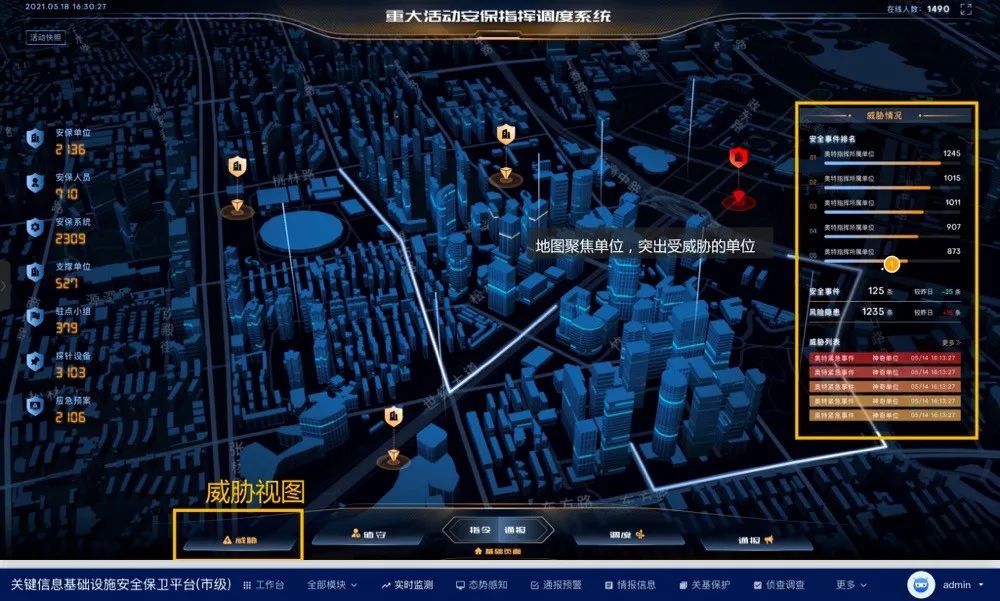 2021.05.18 16:30:27
重大活动安保指挥调度系统
在线人数: 1490
活动快照
安保单位
2136
安保人员
910
安保系统
2309
支撑单位
527
驻点小组
379
探针设备
3103
应急预案
2106
桃林路
地图聚焦单位，突出受威胁的单位
威胁情况
安全事件排名
01 奥特指挥所属单位 1245
02 奥特指挥所属单位 1015
03 奥特指挥所属单位 1011
04 奥特指挥所属单位 907
05 奥特指挥所属单位 873
1
安全事件 125 条 较昨日 -25 条
风险隐患 1235 条 较昨日 +15 条
威胁列表 更多
奥特紧急事件 神奇单位 05/14 16:13:27
奥特紧急事件 神奇单位 05/14 16:13:27
奥特紧急事件 神奇单位 05/14 16:13:27
奥特紧急事件 神奇单位 05/14 16:13:27
奥特紧急事件 神奇单位 05/14 16:13:27
世纪大道
东方路
东方路
威胁视图
威胁
值守
指令 通报
调度
通报
基础页面
关键信息基础设施安全保卫平台(市级) 工作台 全部模块 实时监测 态势感知 通报预警 情报信息 关基保护 侦查调查 更多 admin